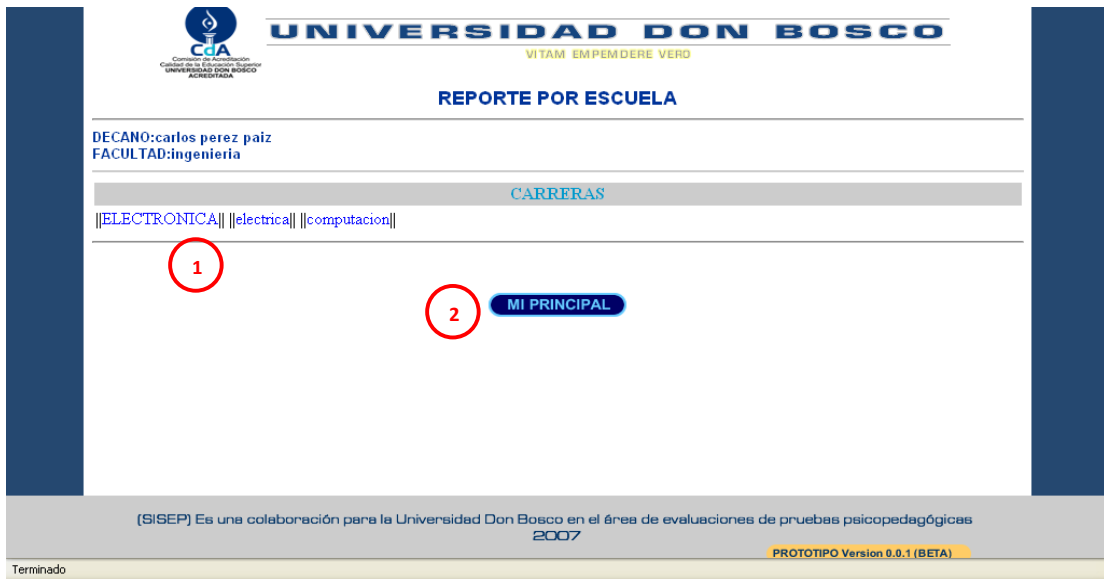 CdA
Comisión de Acreditación
Calidad de la Educación Superior
UNIVERSIDAD DON BOSCO
ACREDITADA
UNIVERSIDAD DON BOSCO
VITAM EMPEMDERE VERO
REPORTE POR ESCUELA
DECANO:carlos perez paiz
FACULTAD:ingenieria
CARRERAS
||ELECTRONICA|| ||electrica|| ||computacion||
1
2
MI PRINCIPAL
(SISEP) Es una colaboración para la Universidad Don Bosco en el área de evaluaciones de pruebas psicopedagógicas
2007
PROTOTIPO Version 0.0.1 (BETA)
Terminado